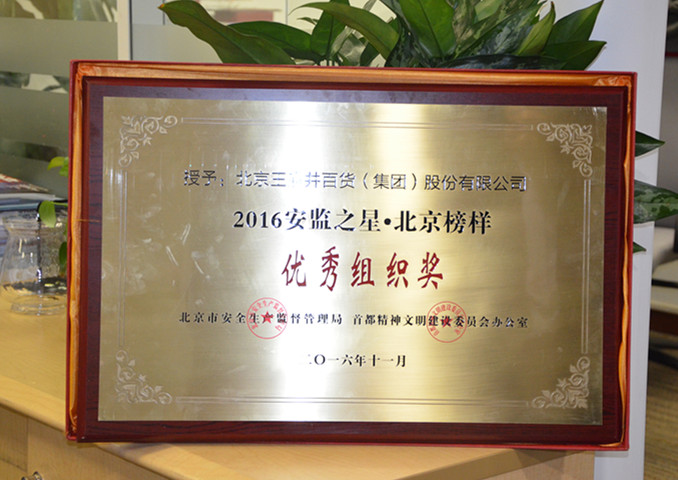 授予：北京王府井百货（集团）股份有限公司
2016安监之星•北京榜样
优秀组织奖
北京市安全生产监督管理局 首都精神文明建设委员会办公室
二〇一六年十一月